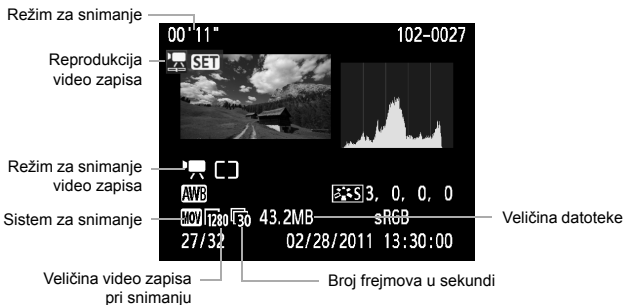 Režim za snimanje
00'11" 102-0027
Reprodukcija
video zapisa
SET
Režim za snimanje
video zapisa
AWB S 3, 0, 0, 0
Sistem za snimanje
MOV 1280 30 43.2MB sRGB
Veličina datoteke
27/32 02/28/2011 13:30:00
Veličina video zapisa
pri snimanju
Broj frejmova u sekundi